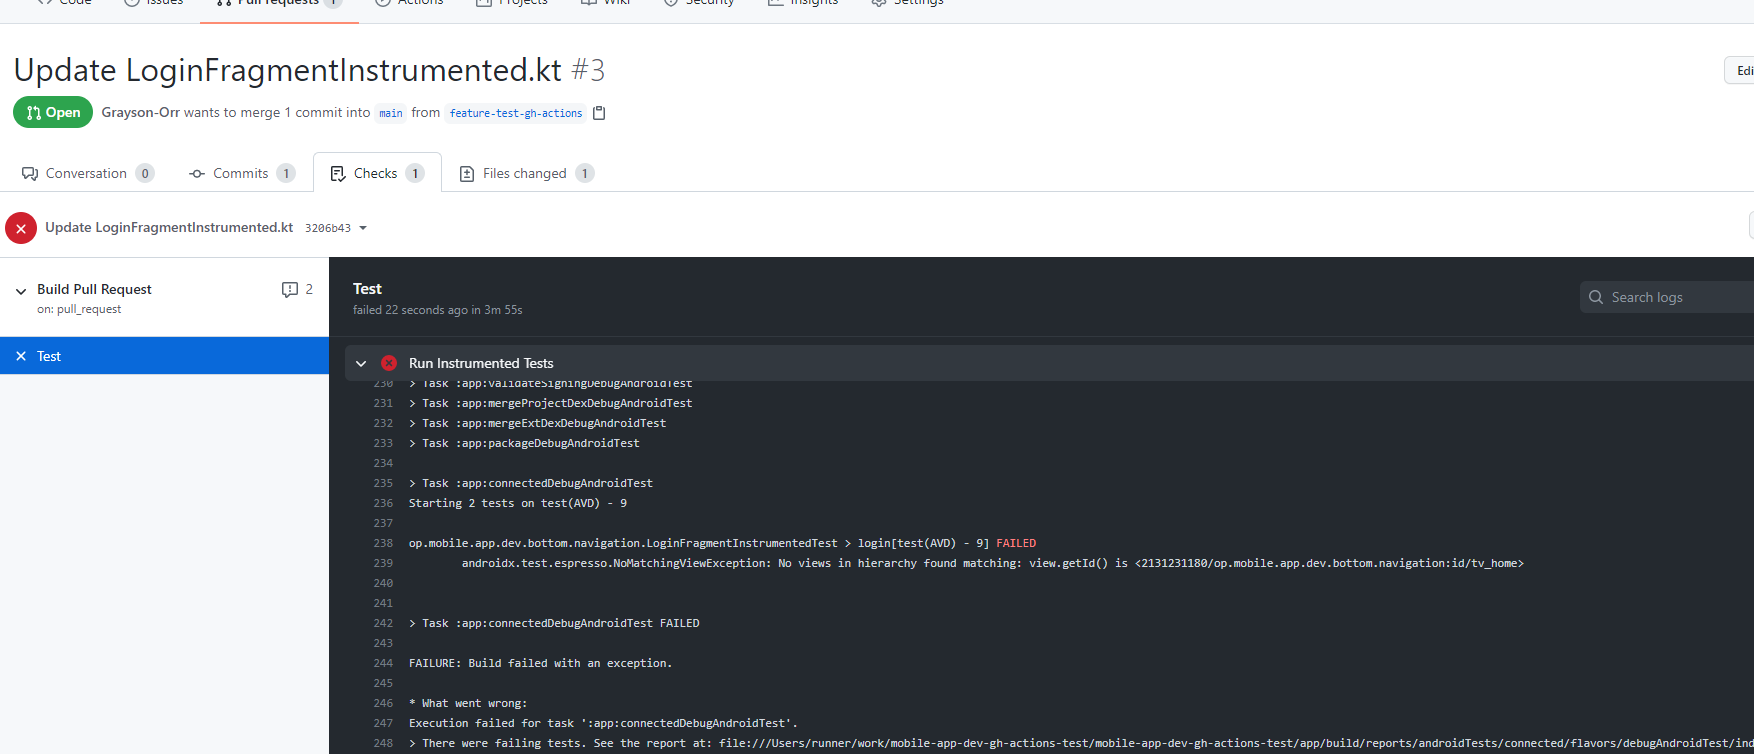 Code Issues Pull requests 1 Actions Projects Wiki Security Insights Settings
Update LoginFragmentInstrumented.kt #3
Edi
Open Grayson-Orr wants to merge 1 commit into main from feature-test-gh-actions
Conversation 0 Commits 1 Checks 1 Files changed 1
Update LoginFragmentInstrumented.kt 3206b43
Build Pull Request 2
on: pull_request
Test
Test
failed 22 seconds ago in 3m 55s
Search logs
Run Instrumented Tests
230 > Task :app:validateSigningDebugAndroidTest
231 > Task :app:mergeProjectDexDebugAndroidTest
232 > Task :app:mergeExtDexDebugAndroidTest
233 > Task :app:packageDebugAndroidTest
234
235 > Task :app:connectedDebugAndroidTest
236 Starting 2 tests on test(AVD) - 9
237
238 op.mobile.app.dev.bottom.navigation.LoginFragmentInstrumentedTest > login[test(AVD) - 9] FAILED
239 androidx.test.espresso.NoMatchingViewException: No views in hierarchy found matching: view.getId() is <2131231180/op.mobile.app.dev.bottom.navigation:id/tv_home>
240
241
242 > Task :app:connectedDebugAndroidTest FAILED
243
244 FAILURE: Build failed with an exception.
245
246 * What went wrong:
247 Execution failed for task ':app:connectedDebugAndroidTest'.
248 > There were failing tests. See the report at: file:///Users/runner/work/mobile-app-dev-gh-actions-test/mobile-app-dev-gh-actions-test/app/build/reports/androidTests/connected/flavors/debugAndroidTest/in